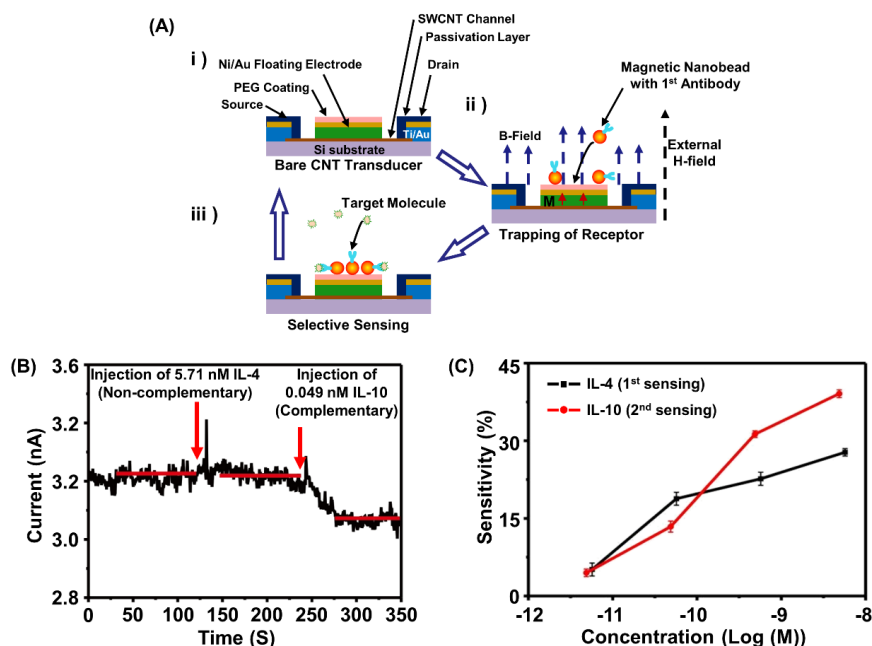 (A)
i )
SWCNT Channel
Passivation Layer
Ni/Au Floating Electrode
Drain
PEG Coating
Source
Ti/Au
Si substrate
Bare CNT Transducer
ii )
Magnetic Nanobead
with 1st Antibody
B-Field
External
H-field
M
Trapping of Receptor
iii )
Target Molecule
Selective Sensing
(B)
3.6
Injection of 5.71 nM IL-4
(Non-complementary)
Injection of
0.049 nM IL-10
(Complementary)
3.2
3.2
3.0
2.8
Current (nA)
0
50
100
150
200
250
300
350
Time (S)
(C)
45
30
15
0
Sensitivity (%)
IL-4 (1st sensing)
IL-10 (2nd sensing)
-12
-11
-10
-9
-8
Concentration (Log (M))